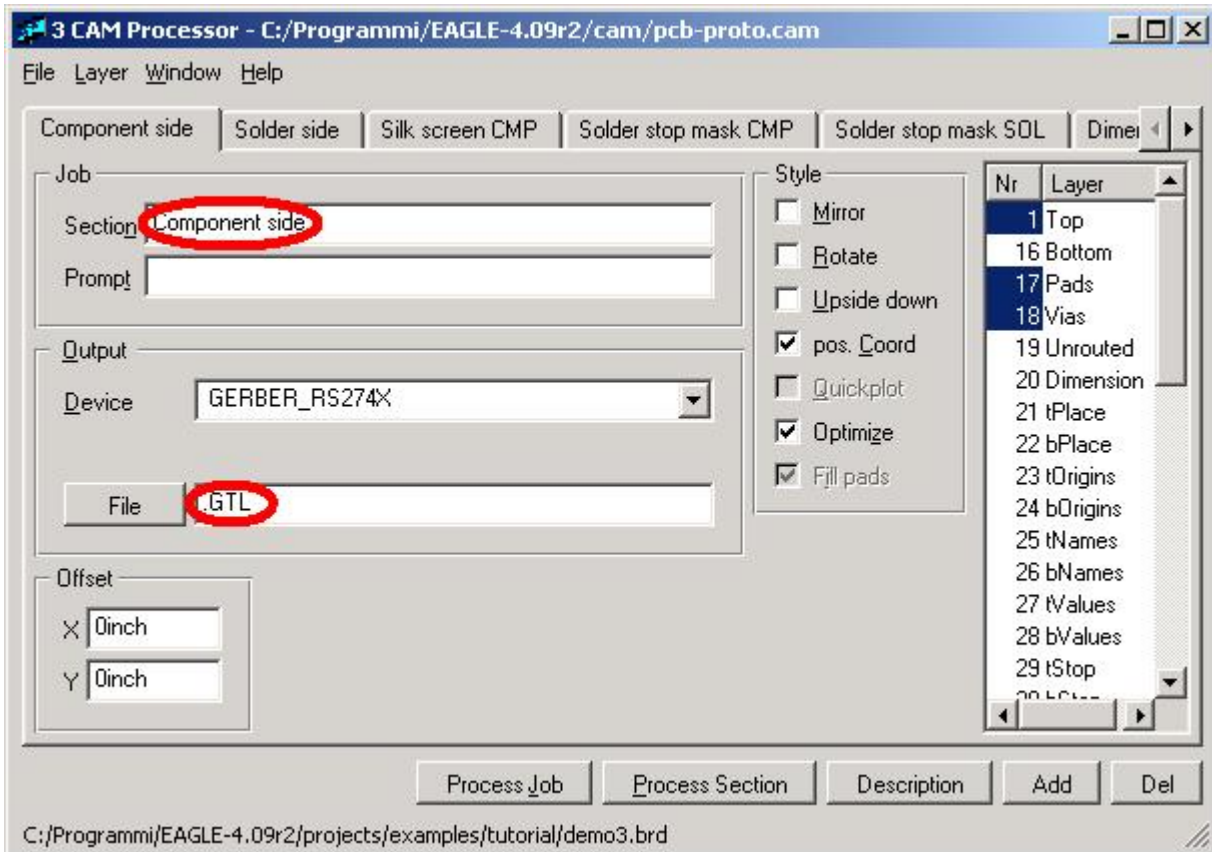 3 CAM Processor - C:/Programmi/EAGLE-4.09r2/cam/pcb-proto.cam
File Layer Window Help
Component side Solder side Silk screen CMP Solder stop mask CMP Solder stop mask SOL Dimen
Job
Section Component side
Prompt
Output
Device GERBER_RS274X
File .GTL
Offset
X 0inch
Y 0inch
Style
Mirror
Rotate
Upside down
pos. Coord
Quickplot
Optimize
Fill pads
Nr Layer
1 Top
16 Bottom
17 Pads
18 Vias
19 Unrouted
20 Dimension
21 tPlace
22 bPlace
23 tOrigins
24 bOrigins
25 tNames
26 bNames
27 tValues
28 bValues
29 tStop
Process Job Process Section Description Add Del
C:/Programmi/EAGLE-4.09r2/projects/examples/tutorial/demo3.brd